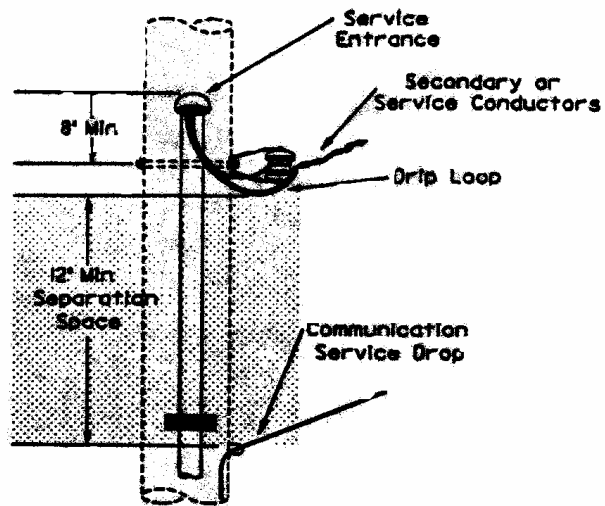 Service
Entrance
Secondary or
Service Conductors
8" Min
Drip Loop
12" Min
Separation
Space
Communication
Service Drop